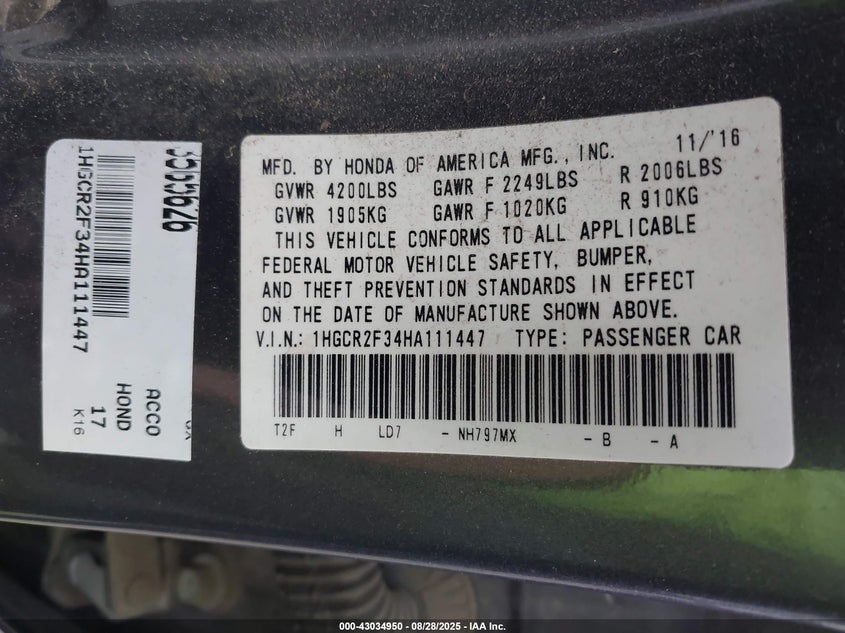 1HGCR2F34HA111447
ACCO
HOND
17
K16
MFD. BY HONDA OF AMERICA MFG., INC. 11/'16
GVWR 4200LBS GAWR F 2249LBS R 2006LBS
GVWR 1905KG GAWR F 1020KG R 910KG
THIS VEHICLE CONFORMS TO ALL APPLICABLE
FEDERAL MOTOR VEHICLE SAFETY, BUMPER,
AND THEFT PREVENTION STANDARDS IN EFFECT
ON THE DATE OF MANUFACTURE SHOWN ABOVE.
V.I.N.: 1HGCR2F34HA111447 TYPE: PASSENGER CAR
T2F H LD7 - NH797MX - B - A
000-43034950 - 08/28/2025 - IAA Inc.